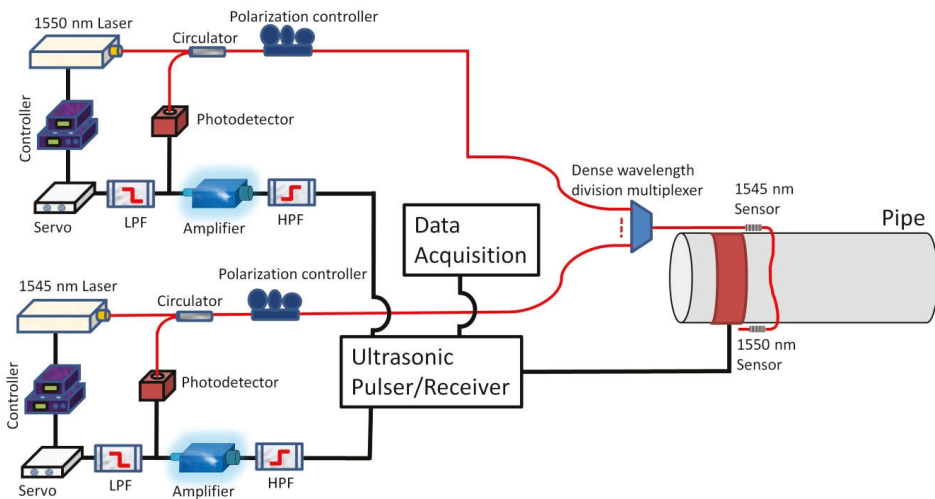 1550 nm Laser
Circulator
Polarization controller
Controller
Photodetector
Servo
LPF
Amplifier
HPF
Dense wavelength
division multiplexer
1545 nm
Sensor
Pipe
Data
Acquisition
1545 nm Laser
Circulator
Polarization controller
Controller
Photodetector
Ultrasonic
Pulser/Receiver
1550 nm
Sensor
Servo
LPF
Amplifier
HPF